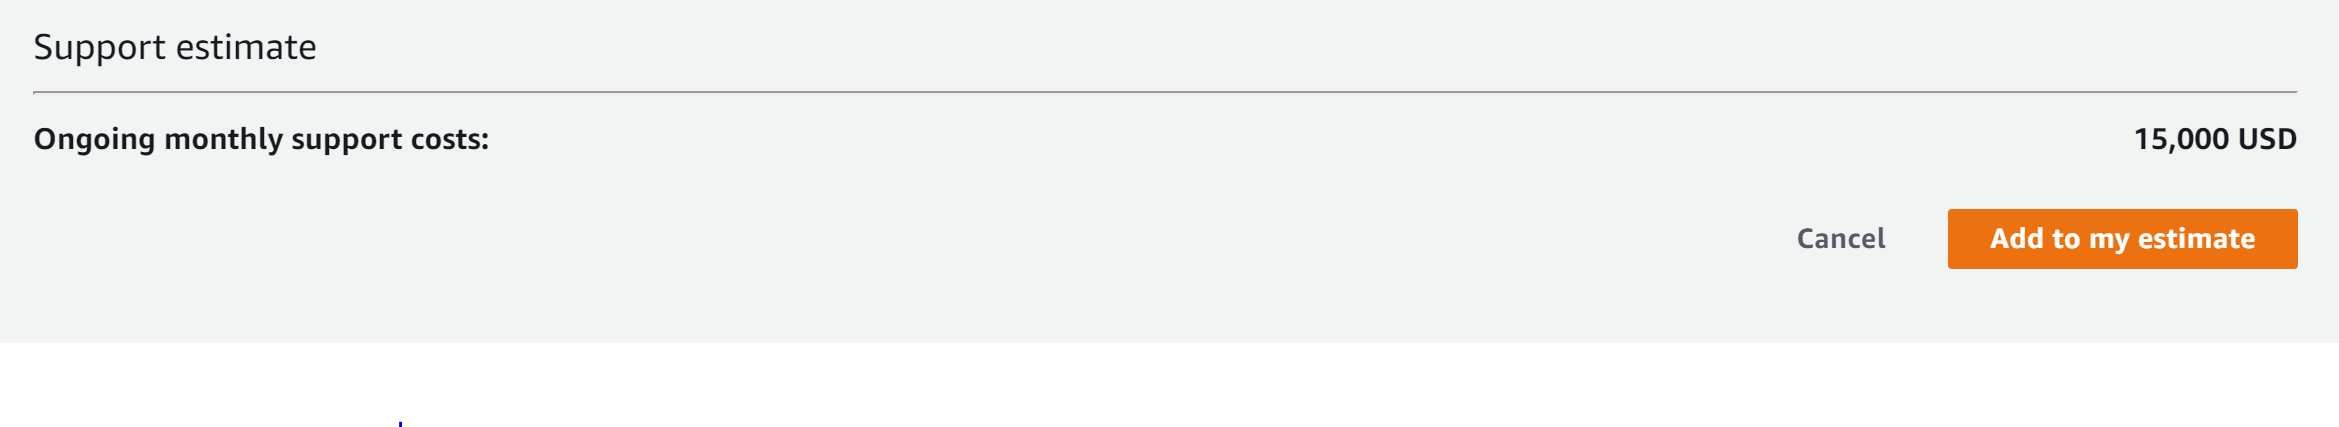 Support estimate
Ongoing monthly support costs: 15,000 USD
Cancel Add to my estimate